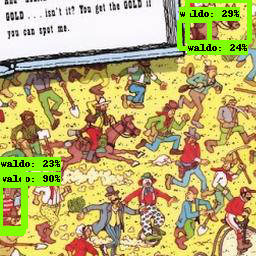 GOLD . . . isn't it? You get the GOLD if
you can spot me.
waldo: 29%
waldo: 24%
waldo: 23%
waldo: 90%